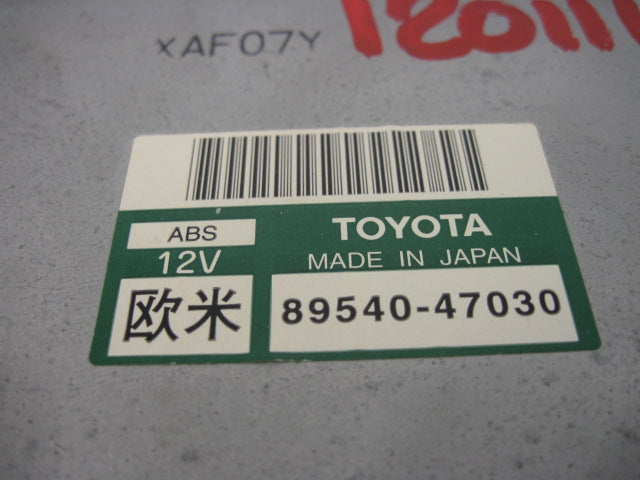 XAF07Y
ABS
12V
欧米
TOYOTA
MADE IN JAPAN
89540-47030